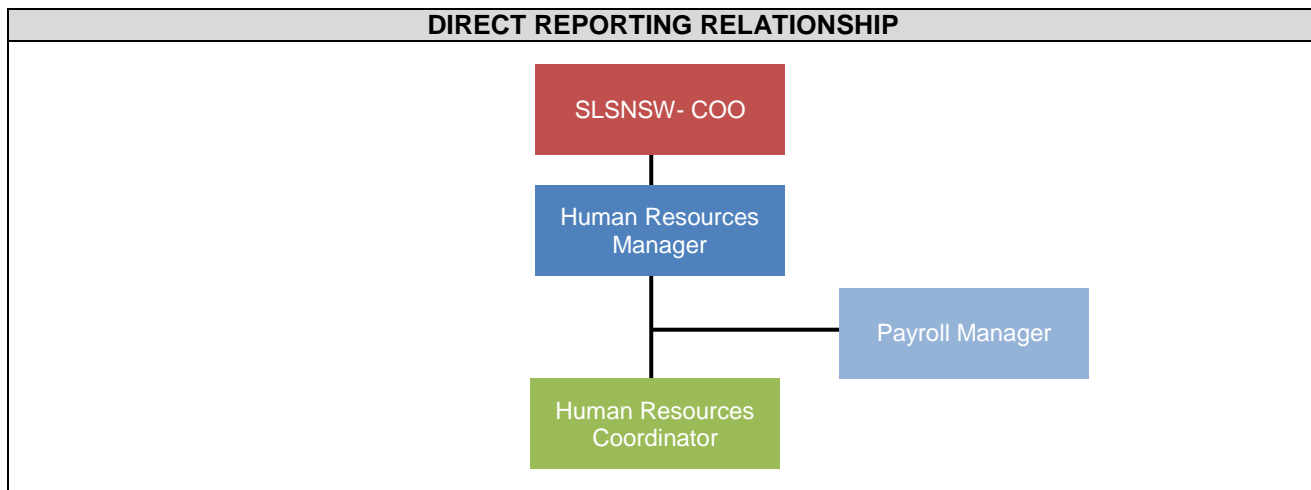 DIRECT REPORTING RELATIONSHIP
SLSNSW- COO
Human Resources
Manager
Payroll Manager
Human Resources
Coordinator